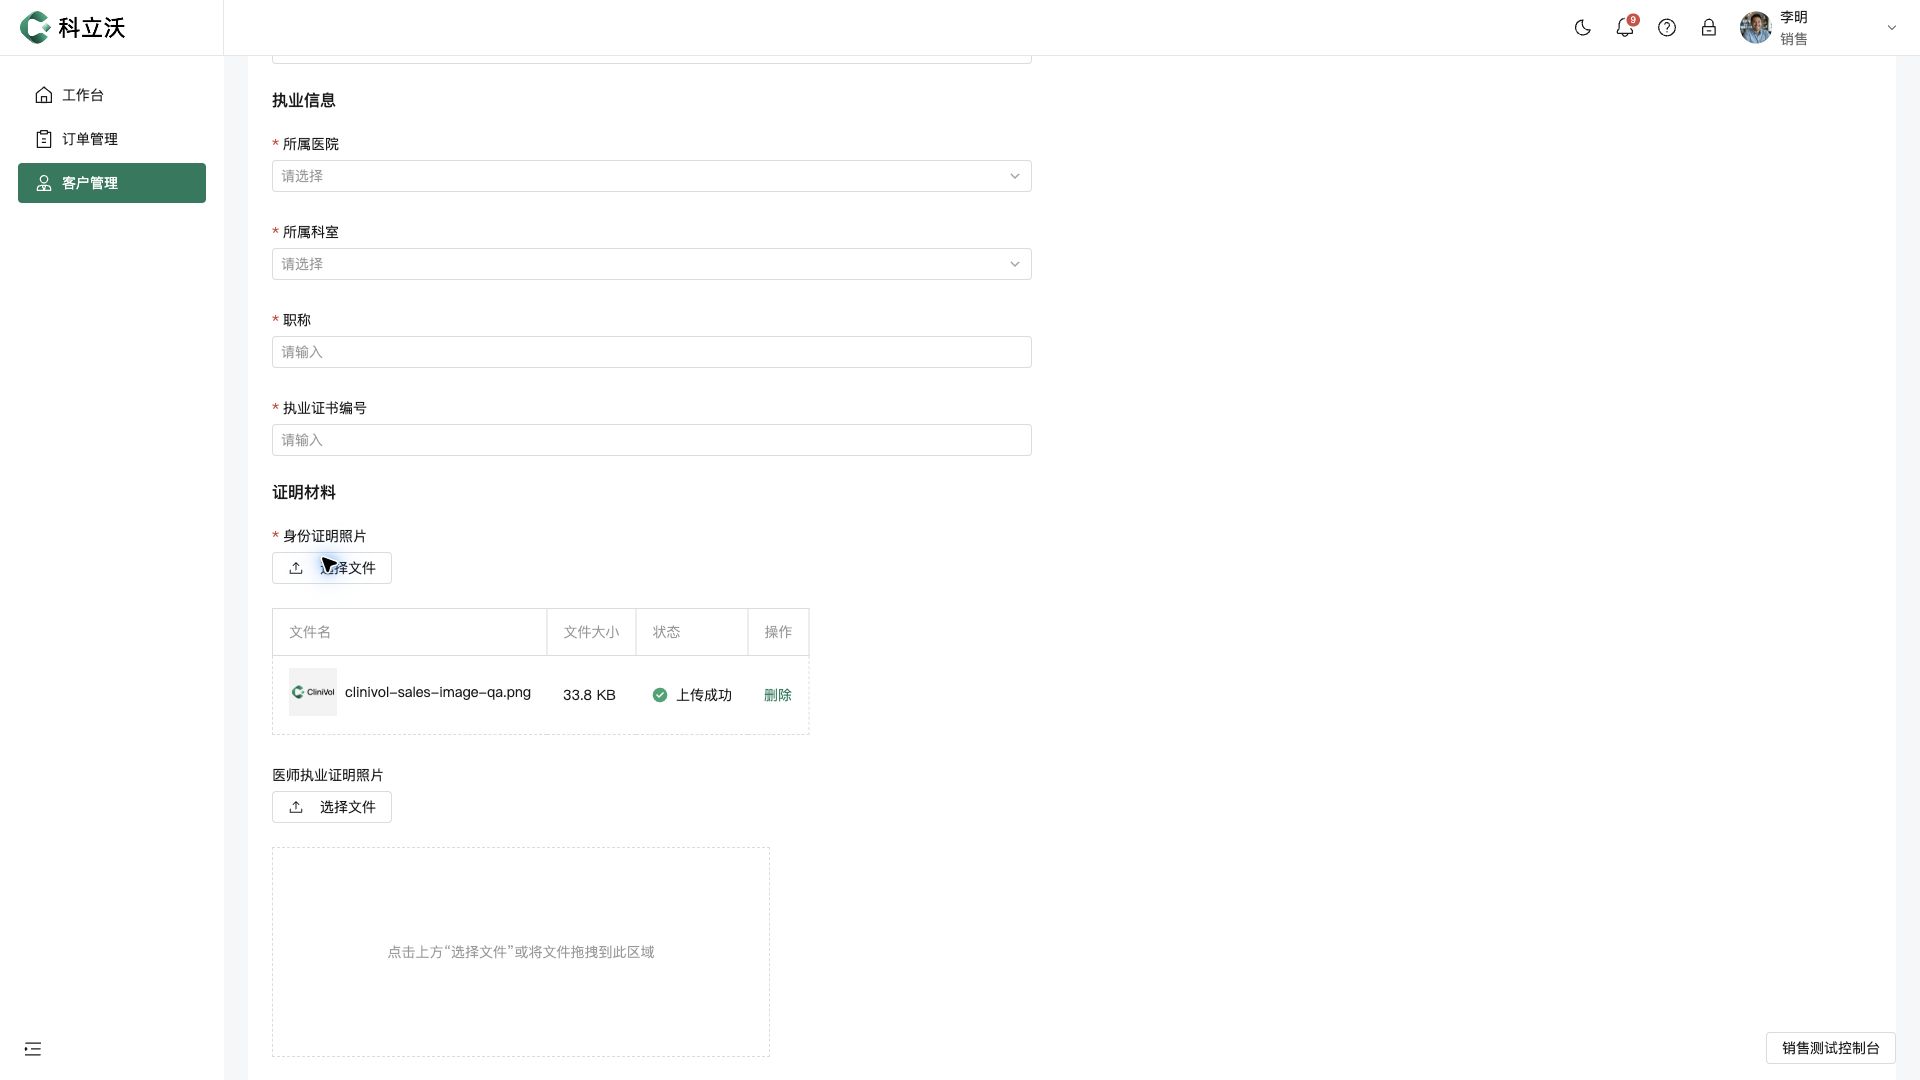 科立沃
9
李明
销售
工作台
订单管理
客户管理
执业信息
* 所属医院
请选择
* 所属科室
请选择
* 职称
请输入
* 执业证书编号
请输入
证明材料
* 身份证明照片
选择文件
文件名 文件大小 状态 操作
CliniVol clinivol-sales-image-qa.png 33.8 KB 上传成功 删除
医师执业证明照片
选择文件
点击上方“选择文件”或将文件拖拽到此区域
销售测试控制台